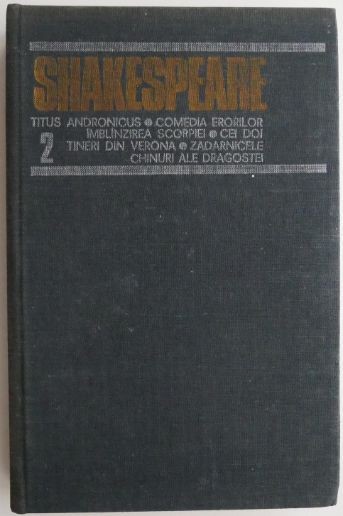 SHAKESPEARE
TITUS ANDRONICUS • COMEDIA ERORILOR
ÎMBLÎNZIREA SCORPIEI • CEI DOI
2 TINERI DIN VERONA • ZADARNICELE
CHINURI ALE DRAGOSTEI